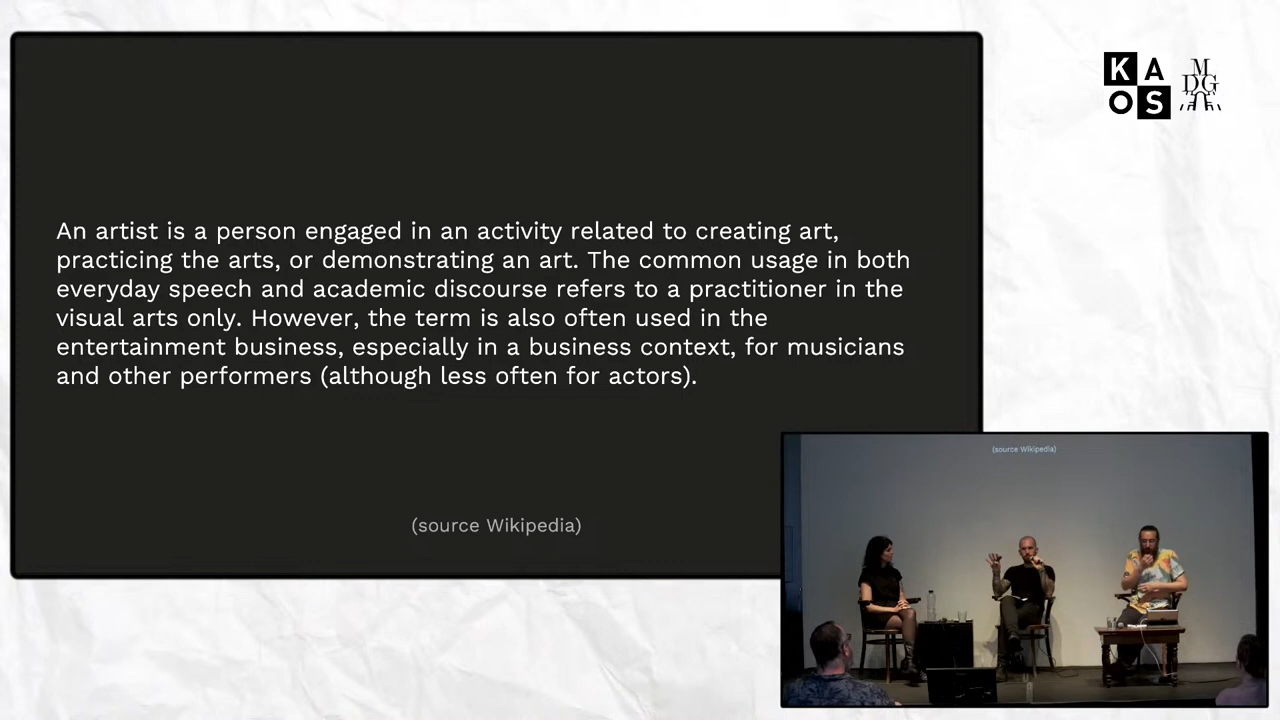 KA
OS
M
DG
An artist is a person engaged in an activity related to creating art,
practicing the arts, or demonstrating an art. The common usage in both
everyday speech and academic discourse refers to a practitioner in the
visual arts only. However, the term is also often used in the
entertainment business, especially in a business context, for musicians
and other performers (although less often for actors).
(source Wikipedia)
(source Wikipedia)